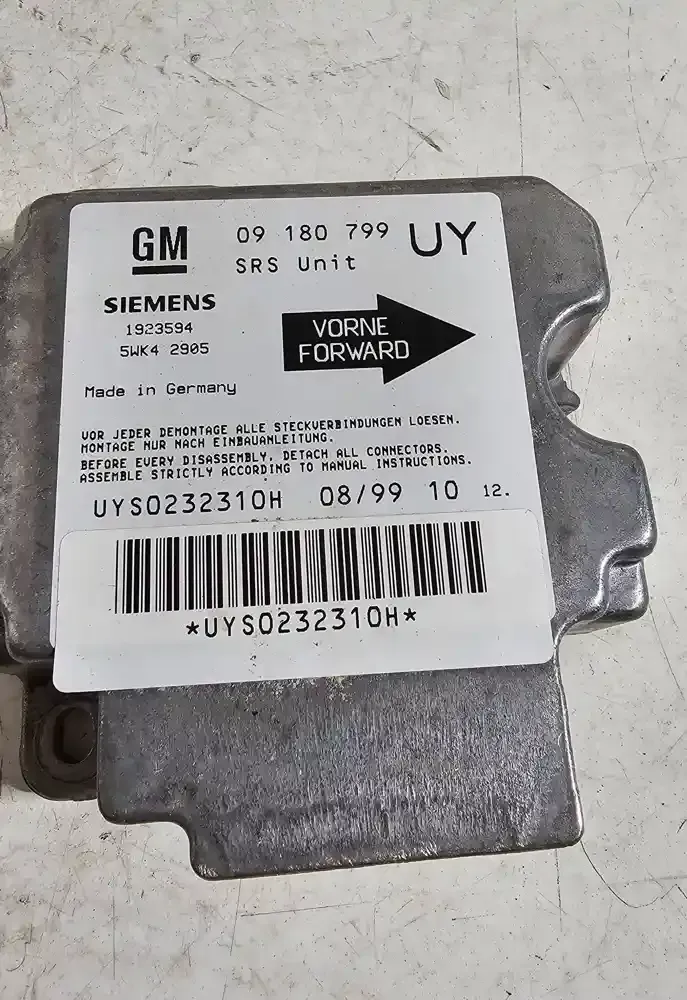 GM
09 180 799 UY
SRS Unit
SIEMENS
1923594
5WK4 2905
VORNE
FORWARD
Made in Germany
VOR JEDER DEMONTAGE ALLE STECKVERBINDUNGEN LOESEN.
MONTAGE NUR NACH EINBAUANLEITUNG.
BEFORE EVERY DISASSEMBLY, DETACH ALL CONNECTORS.
ASSEMBLE STRICTLY ACCORDING TO MANUAL INSTRUCTIONS.
UYS0232310H 08/99 10 12.
*UYS0232310H*